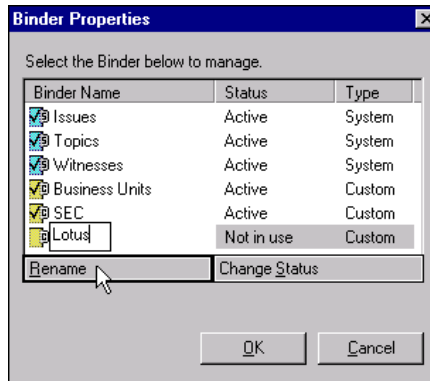 Binder Properties
Select the Binder below to manage.
Binder Name Status Type
Issues Active System
Topics Active System
Witnesses Active System
Business Units Active Custom
SEC Active Custom
Lotus Not in use Custom
Rename Change Status
OK Cancel